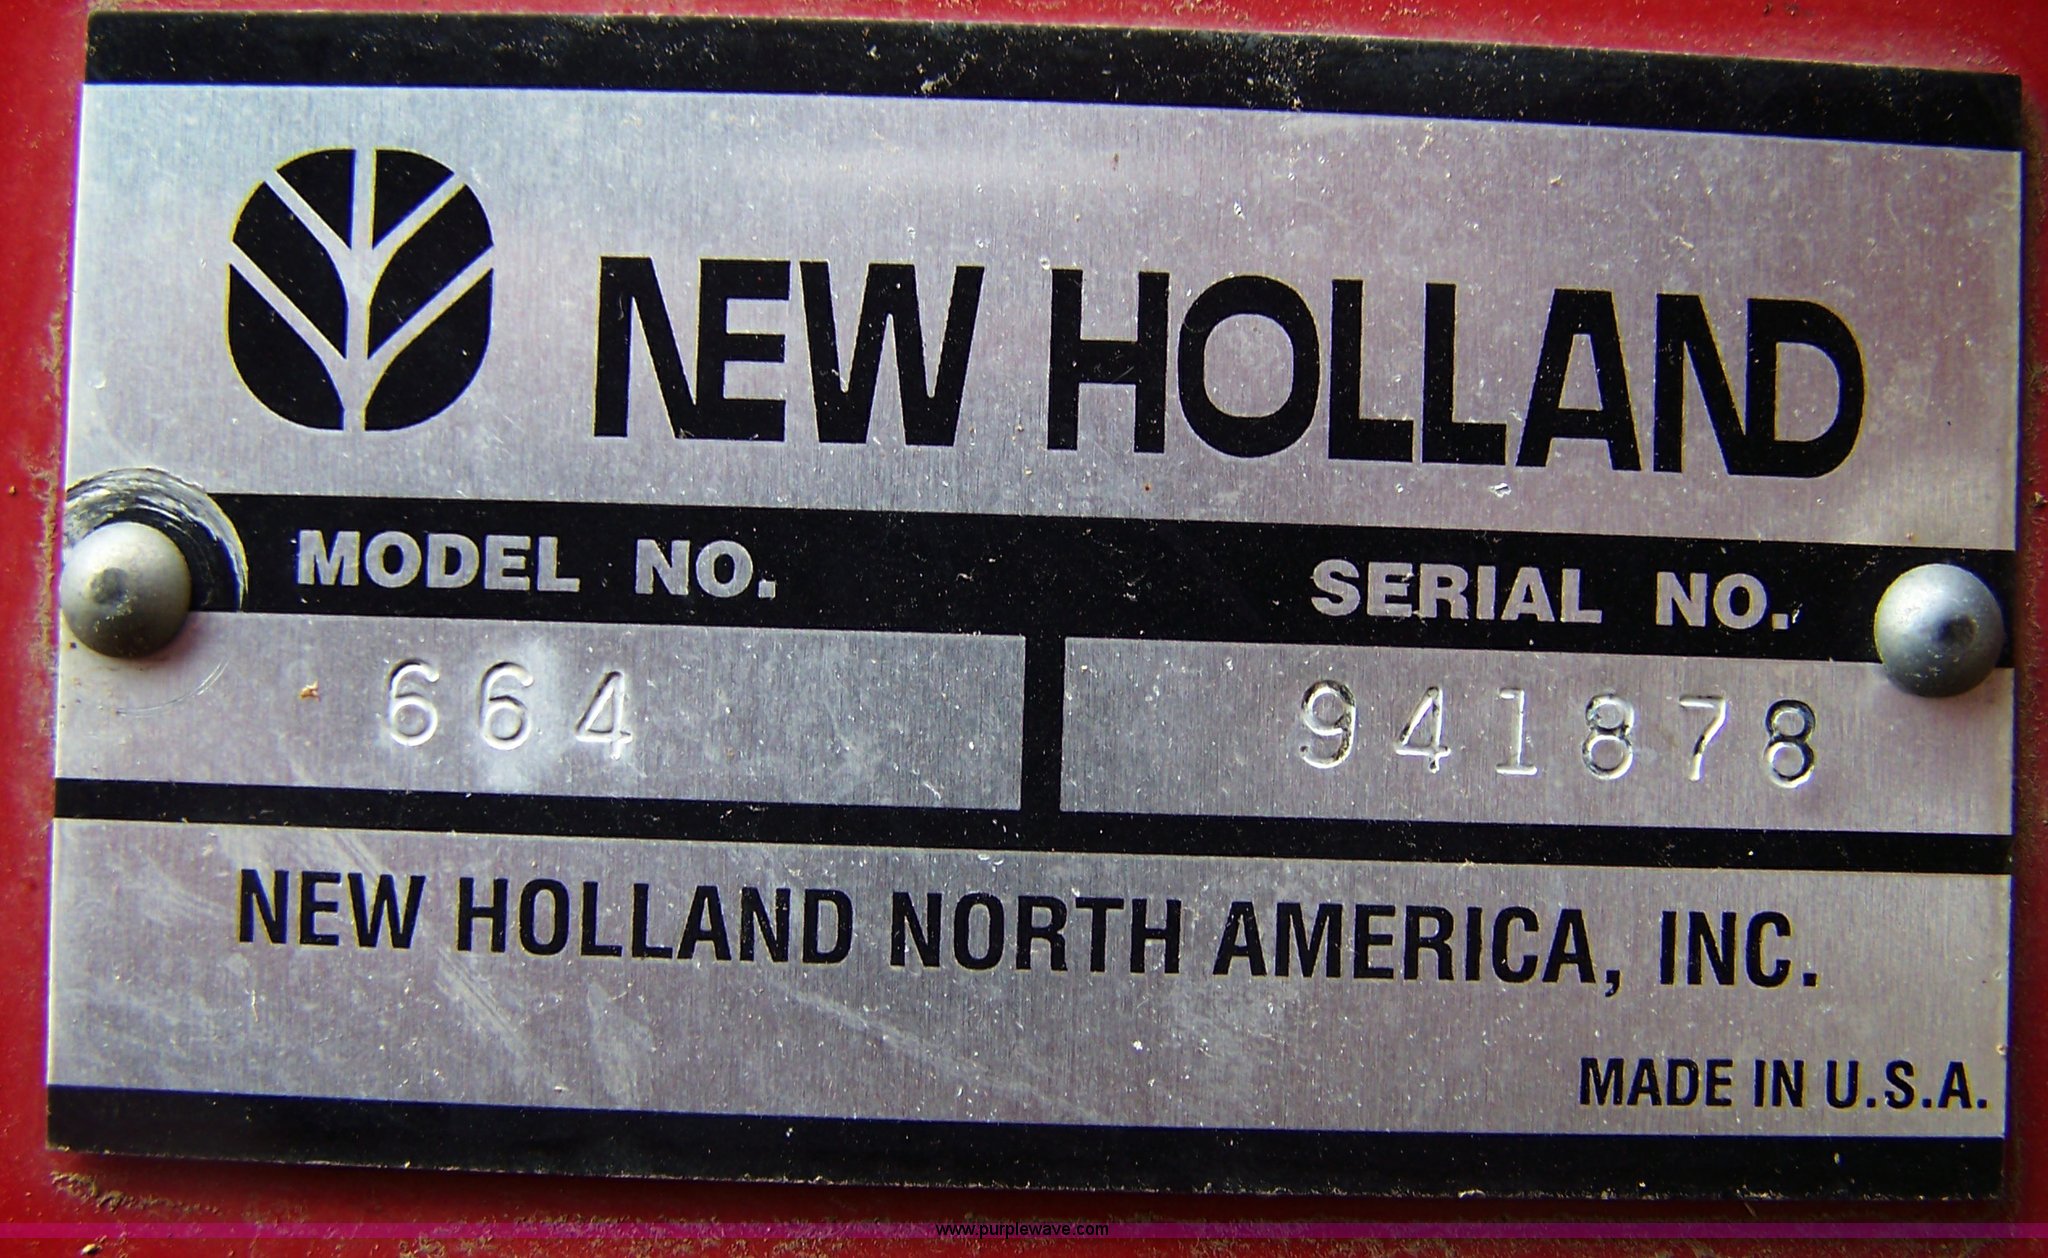 NEW HOLLAND
MODEL NO. SERIAL NO.
664 941878
NEW HOLLAND NORTH AMERICA, INC.
MADE IN U.S.A.
www.purplewave.com